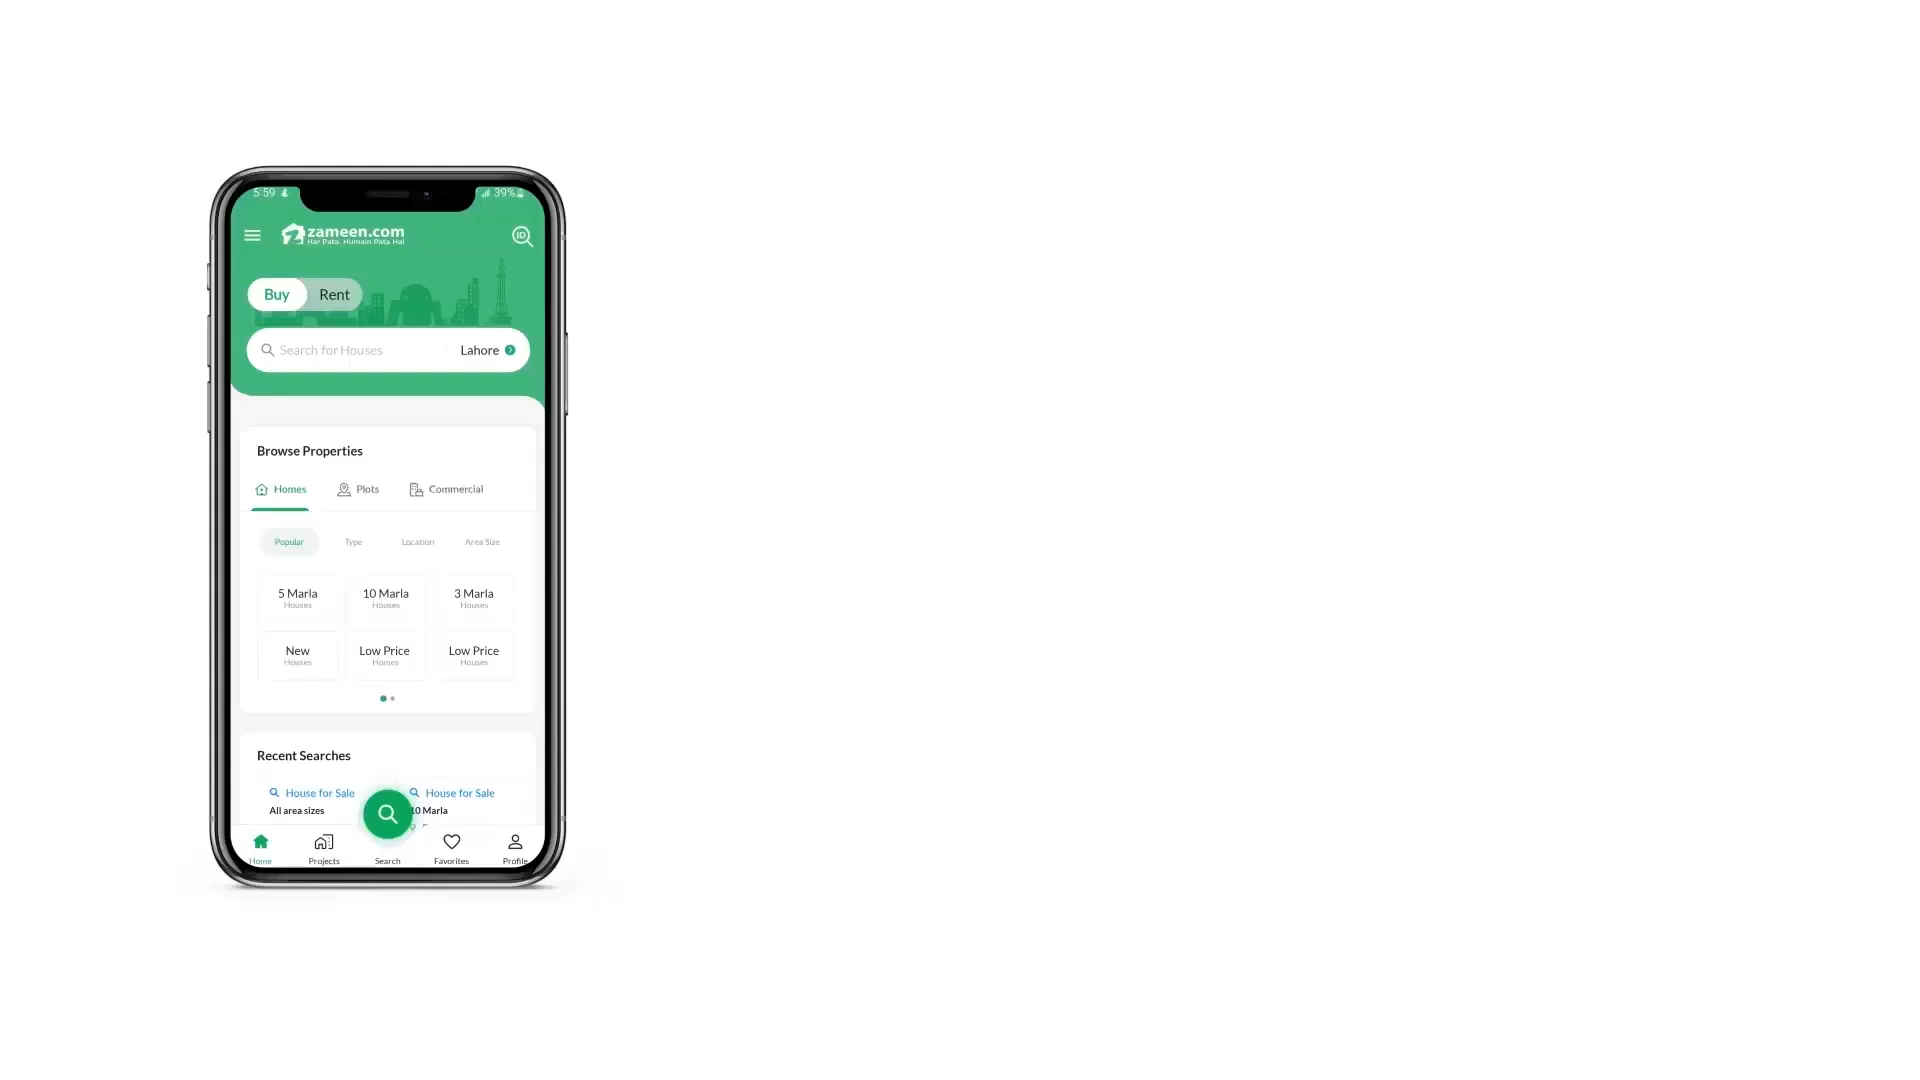 5 59
39%
zameen.com
Har Pata, Humain Pata Hai
ID
Buy Rent
Search for Houses Lahore
Browse Properties
Homes Plots Commercial
Popular Type Location Area Size
5 Marla 10 Marla 3 Marla
Houses Houses Houses
New Low Price Low Price
Houses Homes Houses
Recent Searches
House for Sale House for Sale
All area sizes 10 Marla
Home Projects Search Favorites Profile